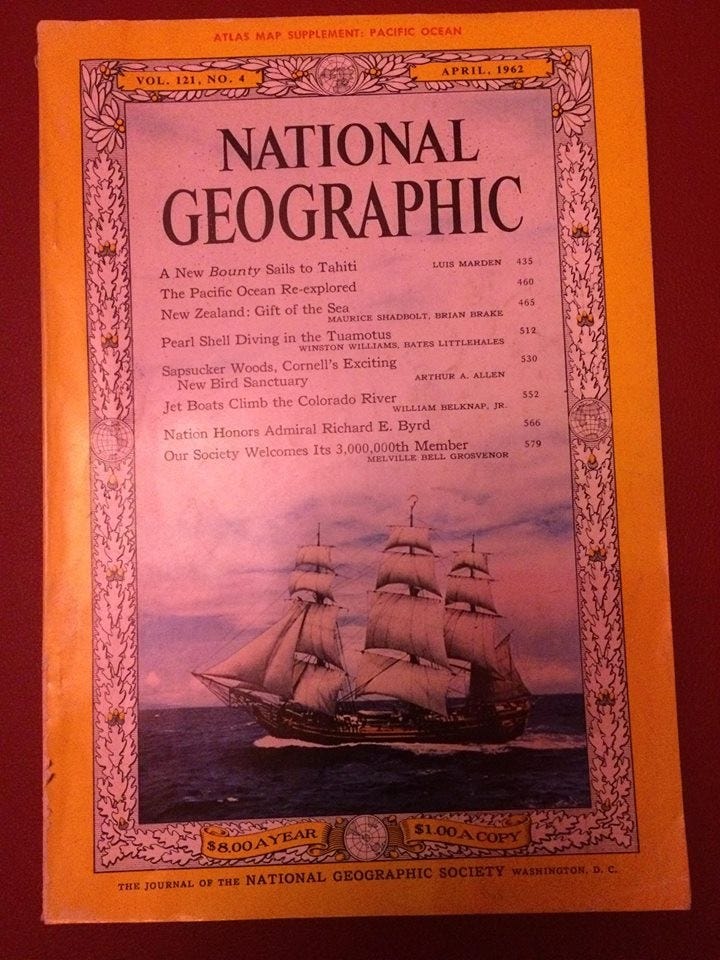 ATLAS MAP SUPPLEMENT: PACIFIC OCEAN
VOL. 121, NO. 4 APRIL, 1962
NATIONAL
GEOGRAPHIC
A New Bounty Sails to Tahiti LUIS MARDEN 435
The Pacific Ocean Re-explored 460
New Zealand: Gift of the Sea 465
MAURICE SHADBOLT, BRIAN BRAKE
Pearl Shell Diving in the Tuamotus 512
WINSTON WILLIAMS, BATES LITTLEHALES
Sapsucker Woods, Cornell's Exciting 530
New Bird Sanctuary ARTHUR A. ALLEN
Jet Boats Climb the Colorado River 552
WILLIAM BELKNAP, JR.
Nation Honors Admiral Richard E. Byrd 566
Our Society Welcomes Its 3,000,000th Member 579
MELVILLE BELL GROSVENOR
$8.00 A YEAR $1.00 A COPY
THE JOURNAL OF THE NATIONAL GEOGRAPHIC SOCIETY WASHINGTON, D. C.